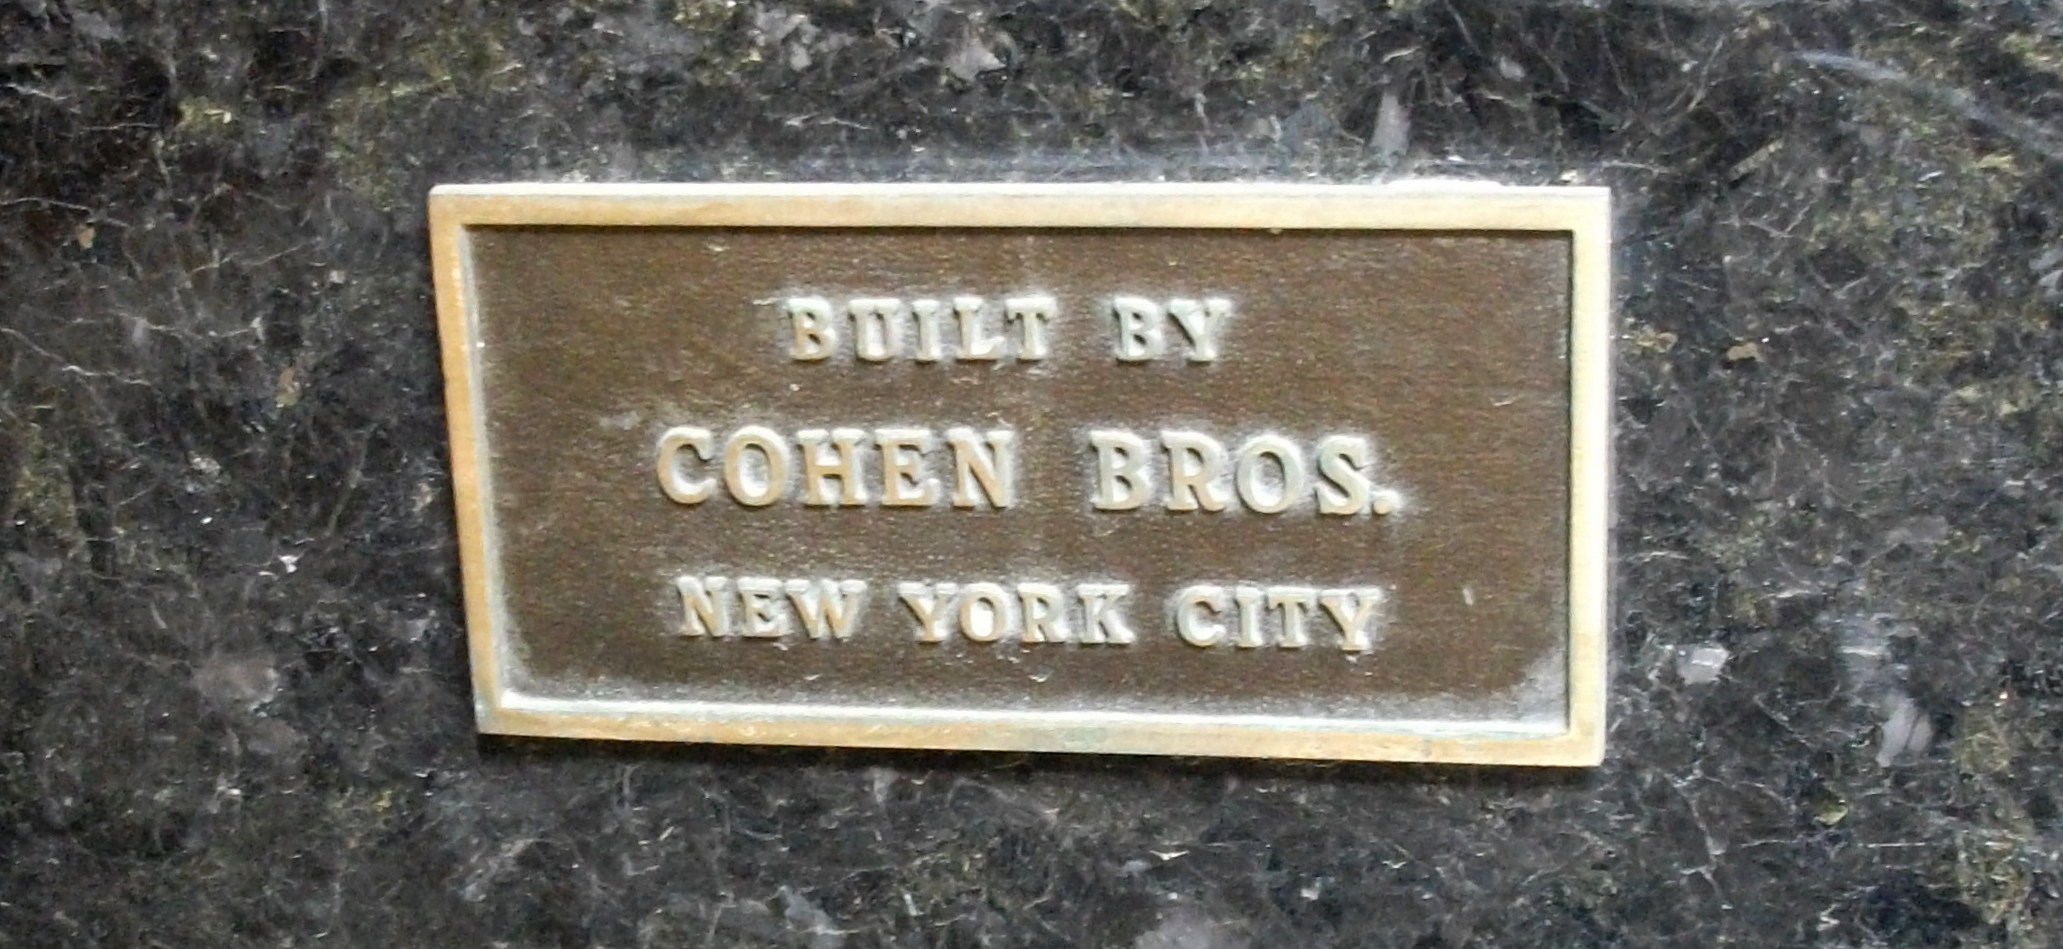 BUILT BY
COHEN BROS.
NEW YORK CITY